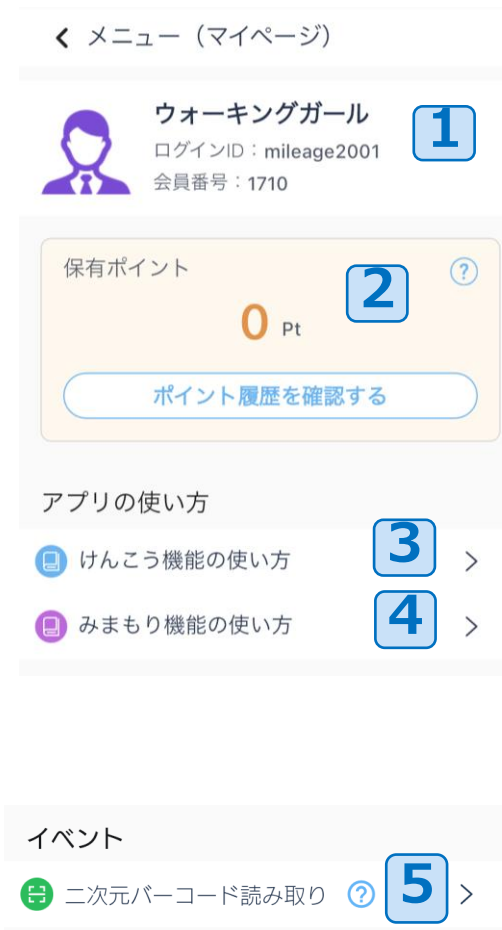 メニュー（マイページ）
ウォーキングガール
ログインID：mileage2001
1
会員番号：1710
保有ポイント
2
?
0 Pt
ポイント履歴を確認する
アプリの使い方
けんこう機能の使い方
3
みまもり機能の使い方
4
イベント
二次元バーコード読み取り ?
5